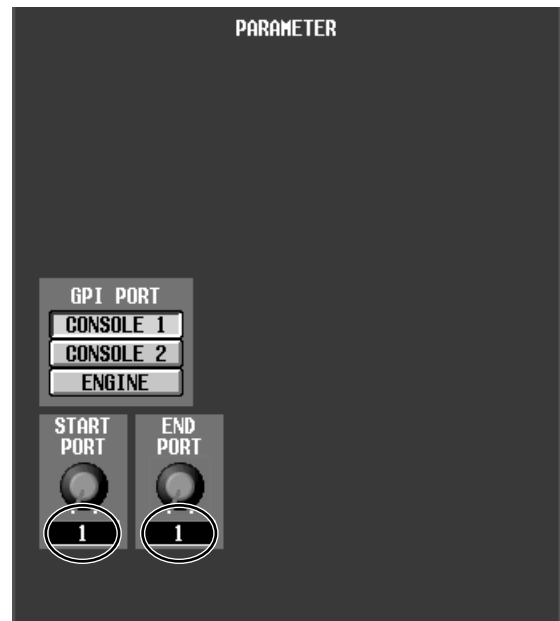 PARAMETER
GPI PORT
CONSOLE 1
CONSOLE 2
ENGINE
START
PORT
END
PORT
1
1